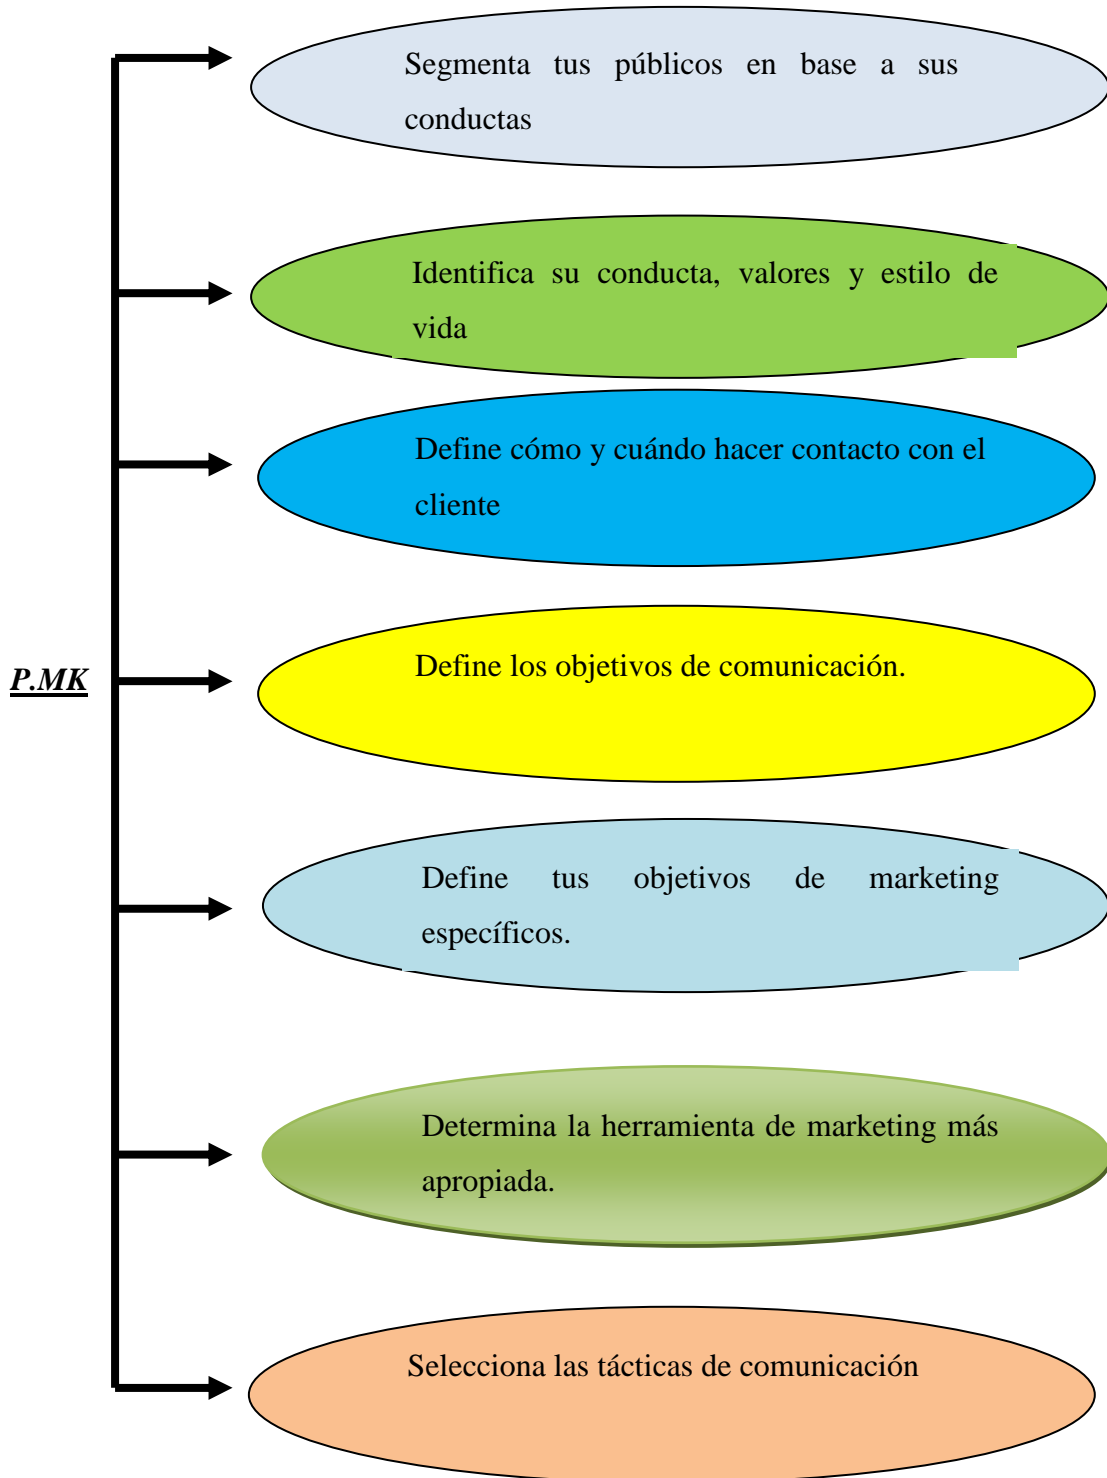 Segmenta tus públicos en base a sus
conductas
Identifica su conducta, valores y estilo de
vida
Define cómo y cuándo hacer contacto con el
cliente
P.MK
Define los objetivos de comunicación.
Define tus objetivos de marketing
específicos.
Determina la herramienta de marketing más
apropiada.
Selecciona las tácticas de comunicación